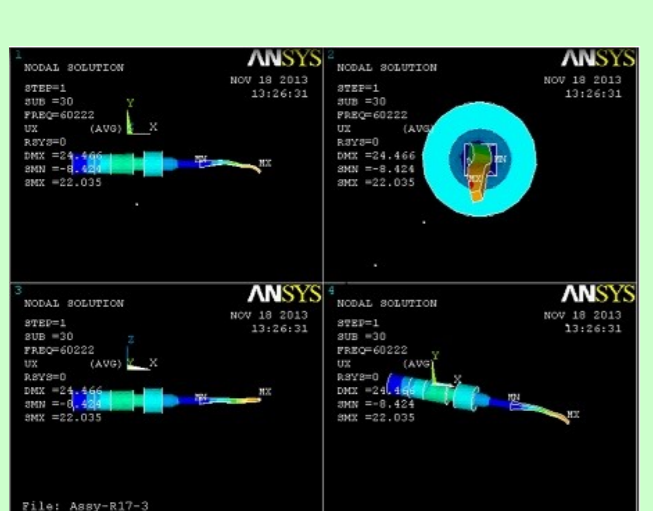 1
ANSYS
NODAL SOLUTION
NOV 18 2013
13:26:31
STEP=1
SUB =30
FREQ=60222
UX (AVG)
RSYS=0
DMX =24.466
SMN =-8.424
SMX =22.035
Y
X
MN
MX
2
ANSYS
NODAL SOLUTION
NOV 18 2013
13:26:31
STEP=1
SUB =30
FREQ=60222
UX (AVG)
RSYS=0
DMX =24.466
SMN =-8.424
SMX =22.035
MN
MX
3
ANSYS
NODAL SOLUTION
NOV 18 2013
13:26:31
STEP=1
SUB =30
FREQ=60222
UX (AVG)
RSYS=0
DMX =24.466
SMN =-8.424
SMX =22.035
Z
X
MN
MX
File: Assy-R17-3
4
ANSYS
NODAL SOLUTION
NOV 18 2013
13:26:31
STEP=1
SUB =30
FREQ=60222
UX (AVG)
RSYS=0
DMX =24.466
SMN =-8.424
SMX =22.035
Y
X
MN
MX